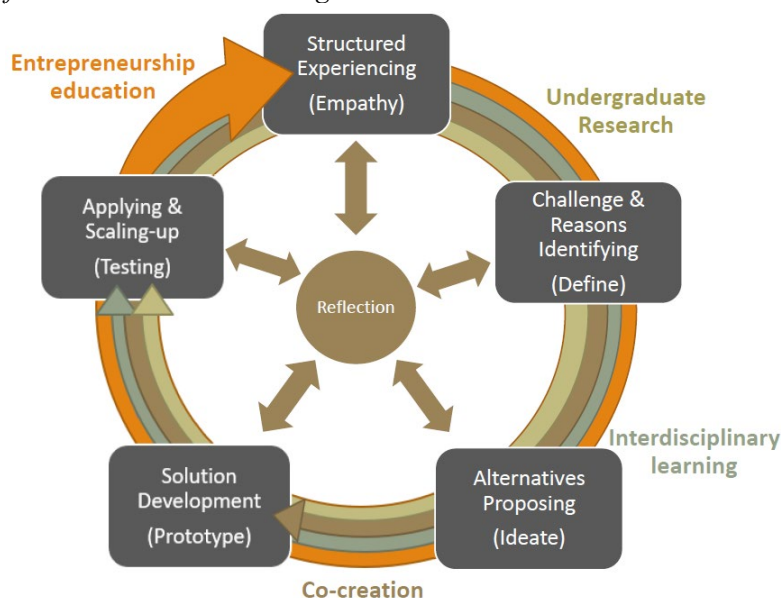 Structured
Experiencing
(Empathy)
Entrepreneurship
education
Undergraduate
Research
Challenge &
Reasons
Identifying
(Define)
Applying &
Scaling-up
(Testing)
Reflection
Interdisciplinary
learning
Alternatives
Proposing
(Ideate)
Solution
Development
(Prototype)
Co-creation